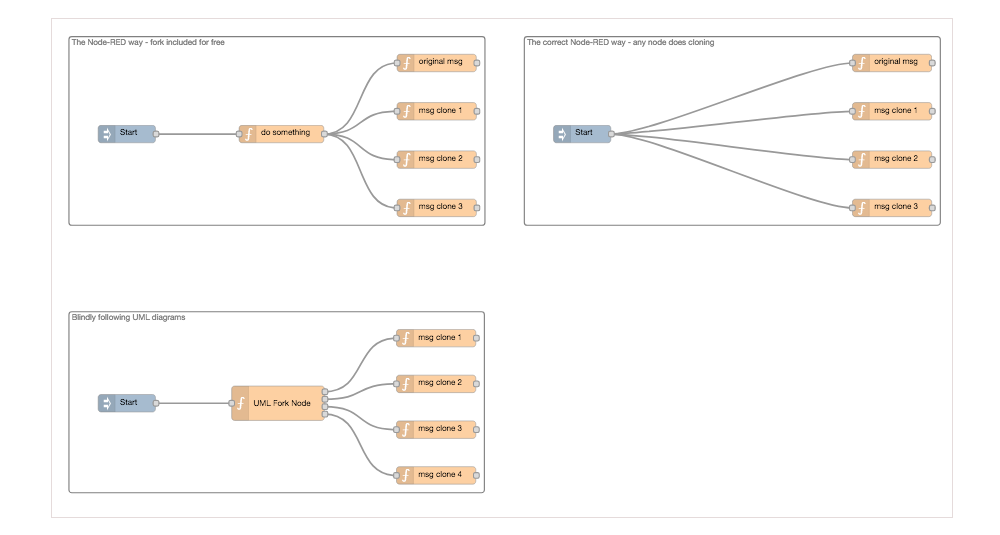 The Node-RED way - fork included for free
Start
do something
original msg
msg clone 1
msg clone 2
msg clone 3
The correct Node-RED way - any node does cloning
Start
original msg
msg clone 1
msg clone 2
msg clone 3
Blindly following UML diagrams
Start
UML Fork Node
msg clone 1
msg clone 2
msg clone 3
msg clone 4